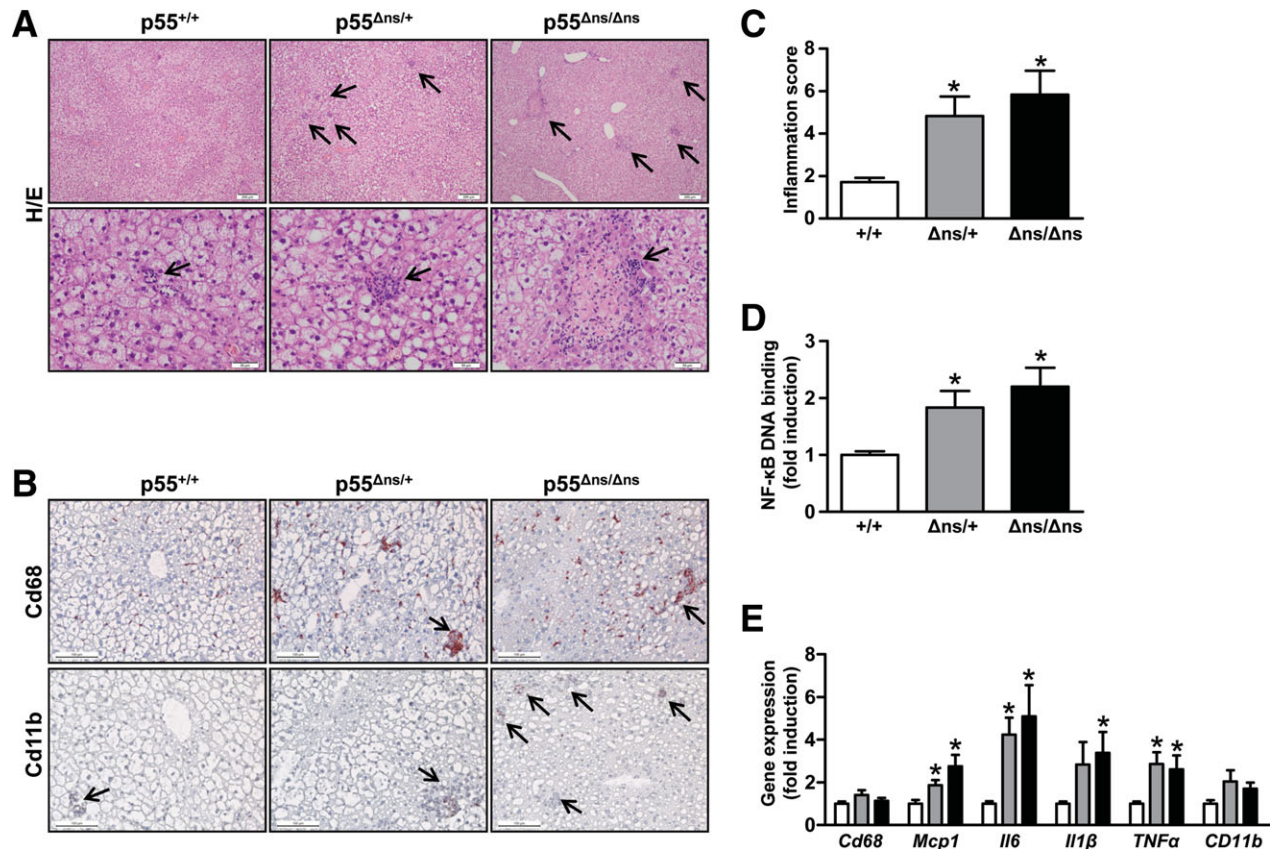 A
p55+/+ p55Δns/+ p55Δns/Δns
H/E
B
p55+/+ p55Δns/+ p55Δns/Δns
Cd68
Cd11b
C
Inflammation score
8
6
4
2
0
* *
+/+ Δns/+ Δns/Δns
D
NF-κB DNA binding
(fold induction)
3
2
1
0
* *
+/+ Δns/+ Δns/Δns
E
Gene expression
(fold induction)
8
6
4
2
0
* * * * * * *
Cd68 Mcp1 Il6 Il1β TNFα CD11b